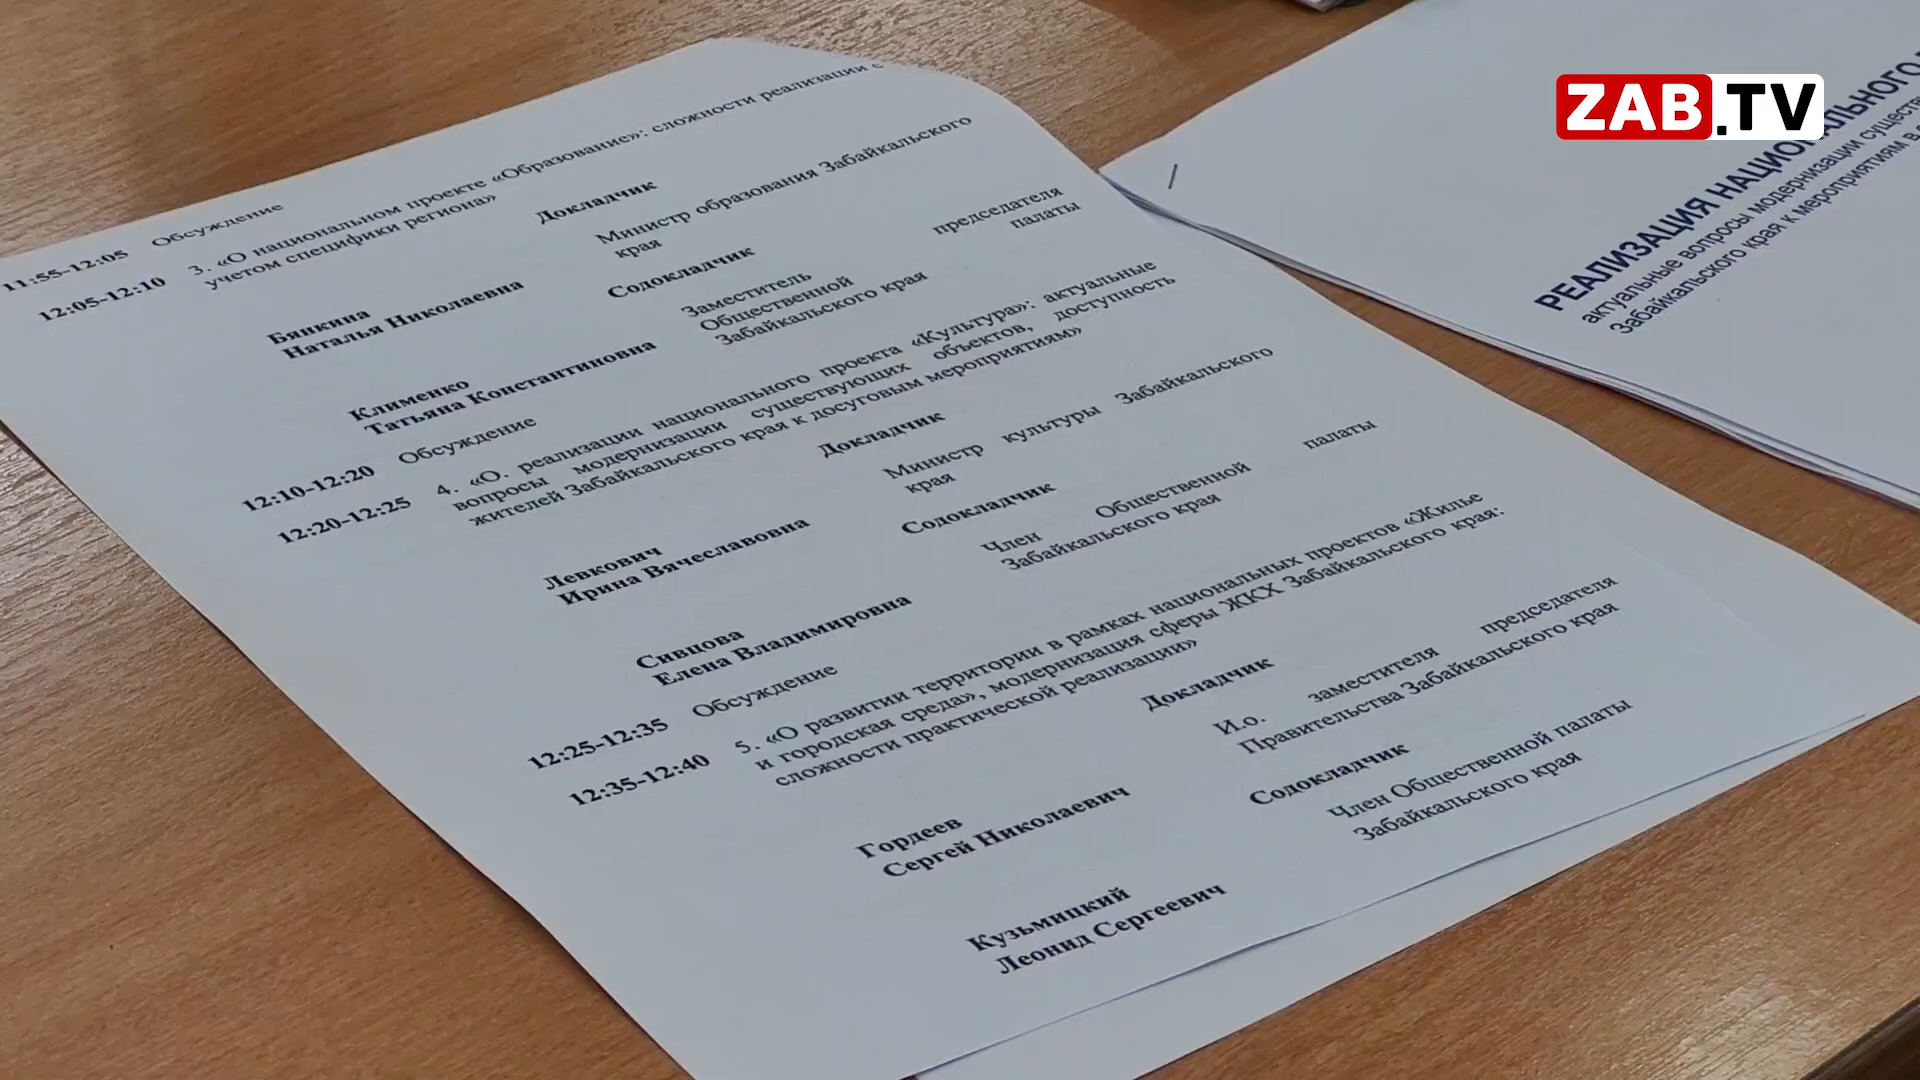 11:55-12:05 Обсуждение
12:05-12:10 3. «О национальном проекте «Образование»: сложности реализации с
учетом специфики региона»
Докладчик
Бянкина
Наталья Николаевна
Министр образования Забайкальского
края
Содокладчик
Клименко
Татьяна Константиновна
Заместитель председателя
Общественной палаты
Забайкальского края
12:10-12:20 Обсуждение
12:20-12:25 4. «О. реализации национального проекта «Культура»: актуальные
вопросы модернизации существующих объектов, доступность
жителей Забайкальского края к досуговым мероприятиям»
Докладчик
Левкович
Ирина Вячеславовна
Министр культуры Забайкальского
края
Содокладчик
Сивцова
Елена Владимировна
Член Общественной палаты
Забайкальского края
12:25-12:35 Обсуждение
12:35-12:40 5. «О развитии территории в рамках национальных проектов «Жилье
и городская среда», модернизация сферы ЖКХ Забайкальского края:
сложности практической реализации»
Докладчик
Гордеев
Сергей Николаевич
И.о. заместителя председателя
Правительства Забайкальского края
Содокладчик
Кузьмицкий
Леонид Сергеевич
Член Общественной палаты
Забайкальского края
РЕАЛИЗАЦИЯ НАЦИОНАЛЬНОГО
актуальные вопросы модернизации существ
Забайкальского края к мероприятиям в
ZAB.TV